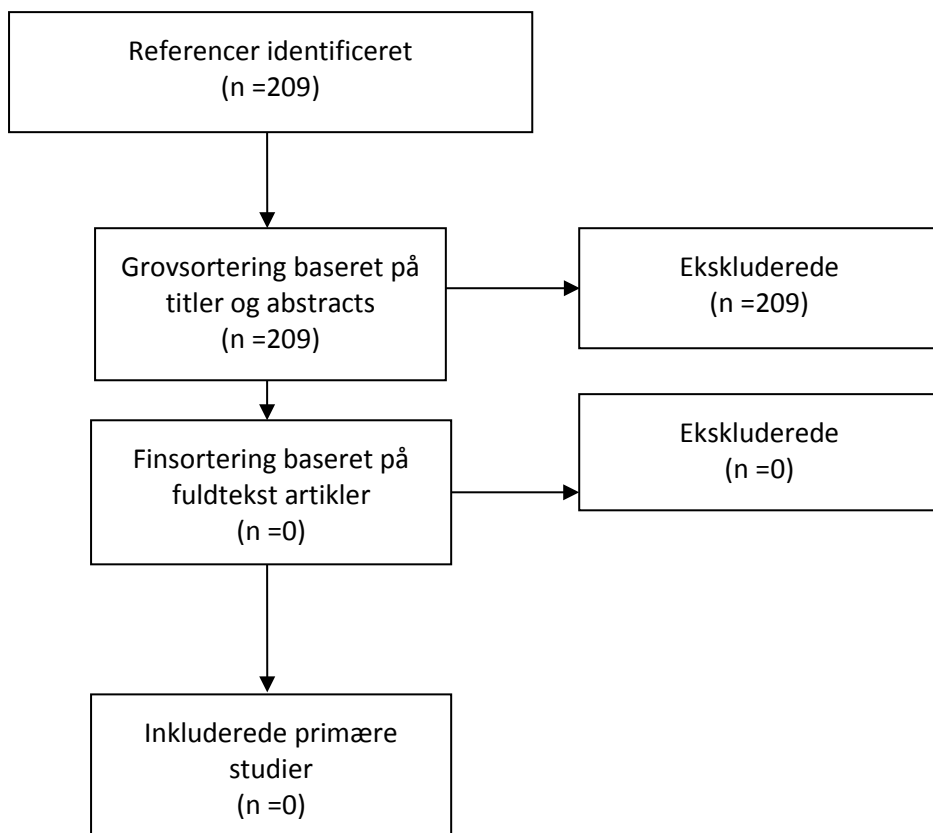 Referencer identificeret
(n =209)
Grovsortering baseret på
titler og abstracts
(n =209)
Ekskluderede
(n =209)
Finsortering baseret på
fuldtekst artikler
(n =0)
Ekskluderede
(n =0)
Inkluderede primære
studier
(n =0)